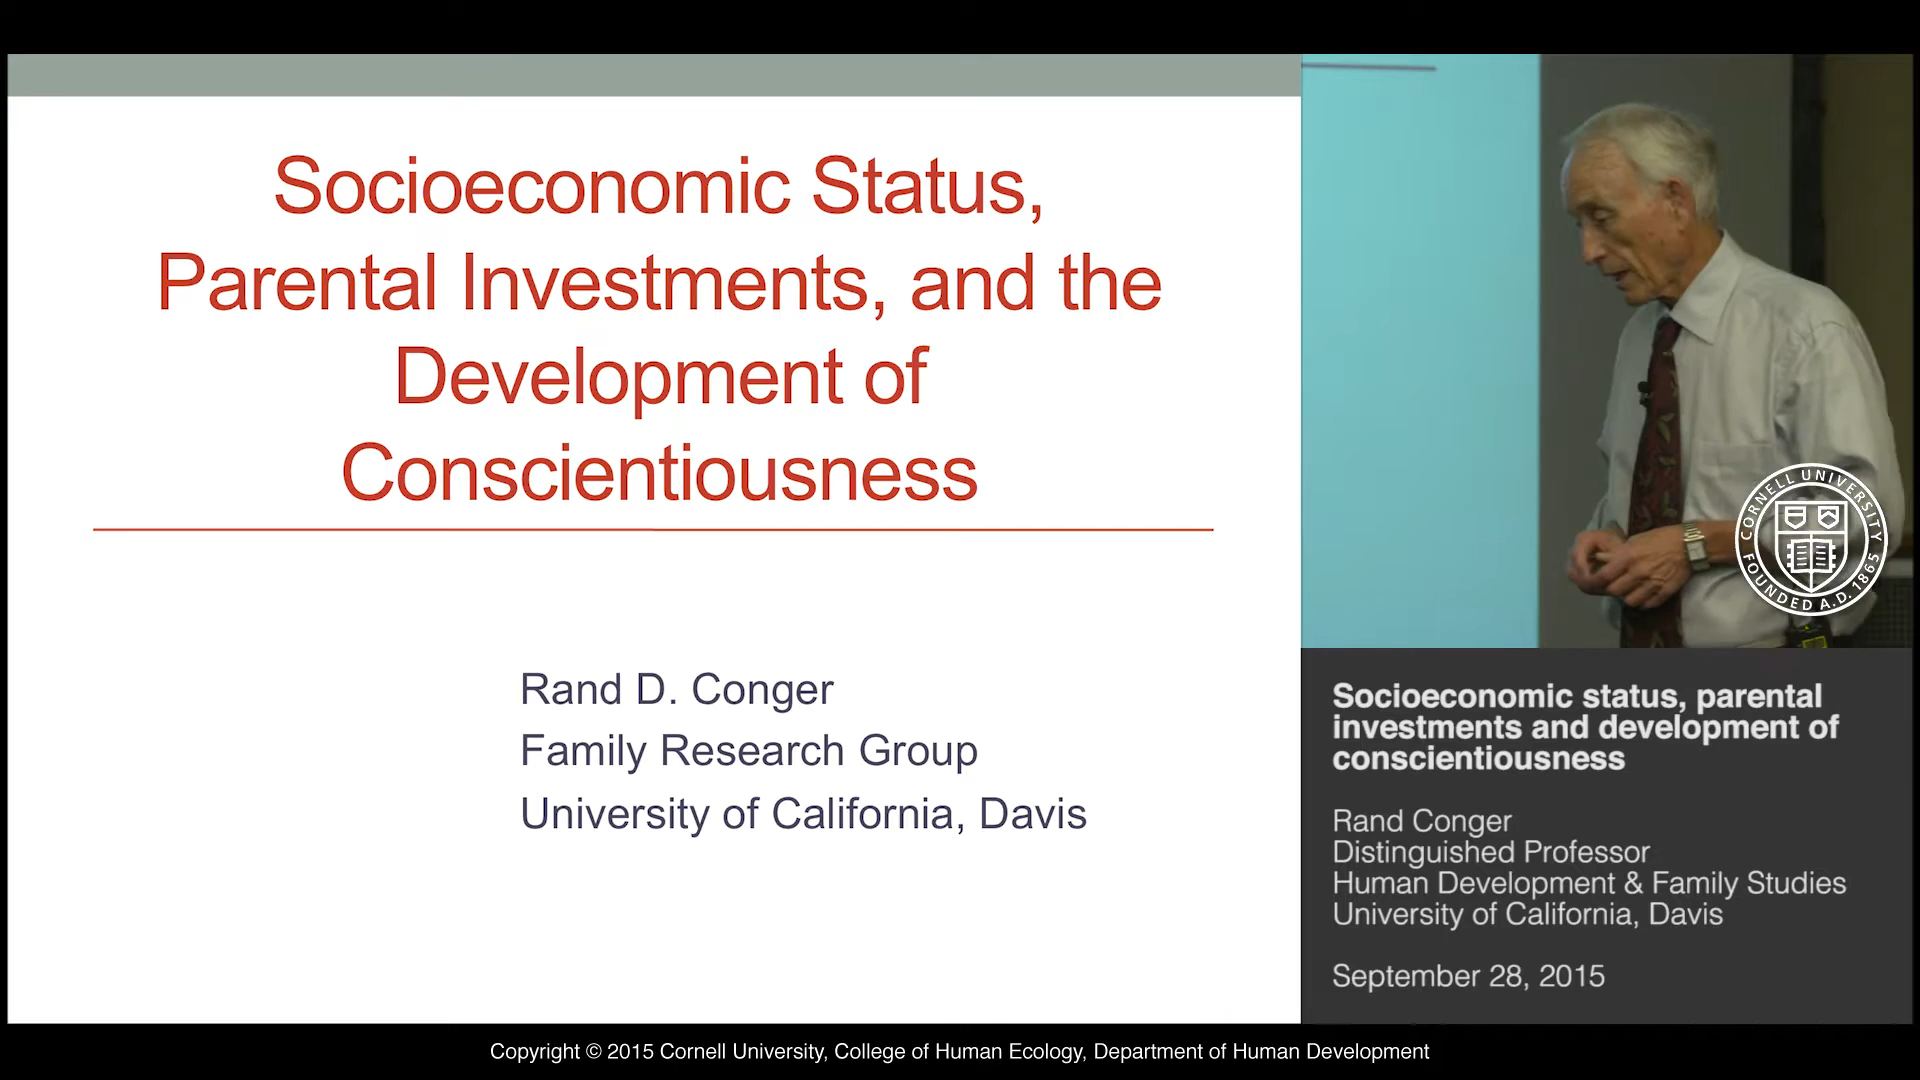 Socioeconomic Status,
Parental Investments, and the
Development of
Conscientiousness
Rand D. Conger
Family Research Group
University of California, Davis
CORNELL UNIVERSITY
FOUNDED A.D. 1865
Socioeconomic status, parental
investments and development of
conscientiousness
Rand Conger
Distinguished Professor
Human Development & Family Studies
University of California, Davis
September 28, 2015
Copyright © 2015 Cornell University, College of Human Ecology, Department of Human Development